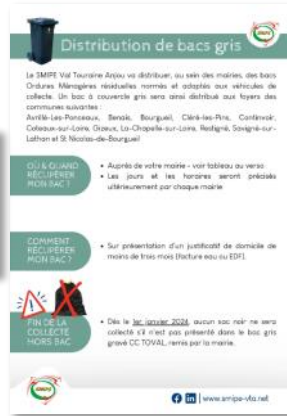 SMIPE
Distribution de bacs gris
Le SMIPE Val Touraine Anjou va distribuer, au sein des mairies, des bacs
Ordures Ménagères résiduelles normés et adaptés aux véhicules de
collecte. Un bac à couvercle gris sera ainsi distribué aux foyers des
communes suivantes :
Avrillé-Les-Ponceaux, Benais, Bourgueil, Cléré-les-Pins, Continvoir,
Coteaux-sur-Loire, Gizeux, La-Chapelle-sur-Loire, Restigné, Savigné-sur-
Lathan et St Nicolas-de-Bourgueil
OÙ & QUAND
RÉCUPÉRER
MON BAC ?
• Auprès de votre mairie - voir tableau au verso
• Les jours et les horaires seront précisés
ultérieurement par chaque mairie
COMMENT
RÉCUPÉRER
MON BAC ?
• Sur présentation d'un justificatif de domicile de
moins de trois mois (facture eau ou EDF).
FIN DE LA
COLLECTE
HORS BAC
• Dès le 1er janvier 2024, aucun sac noir ne sera
collecté s'il n'est pas présenté dans le bac gris
gravé CC TOVAL, remis par la mairie.
SMIPE
www.smipe-vta.net